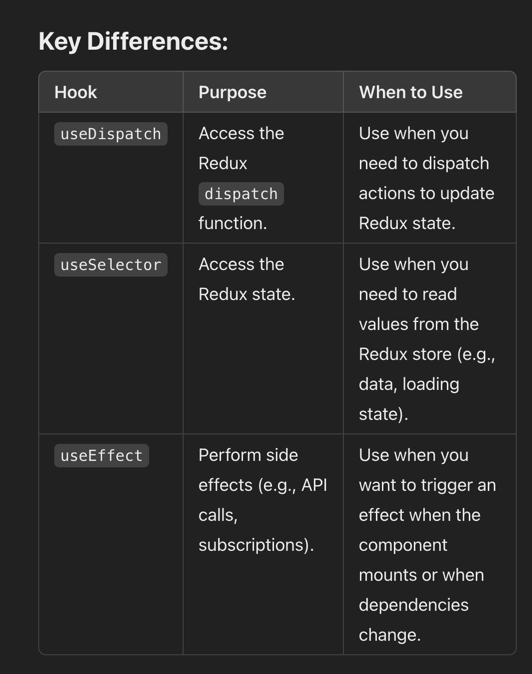 Key Differences:
Hook
Purpose
When to Use
useDispatch
Access the
Redux
dispatch
function.
Use when you
need to dispatch
actions to update
Redux state.
useSelector
Access the
Redux state.
Use when you
need to read
values from the
Redux store (e.g.,
data, loading
state).
useEffect
Perform side
effects (e.g., API
calls,
subscriptions).
Use when you
want to trigger an
effect when the
component
mounts or when
dependencies
change.